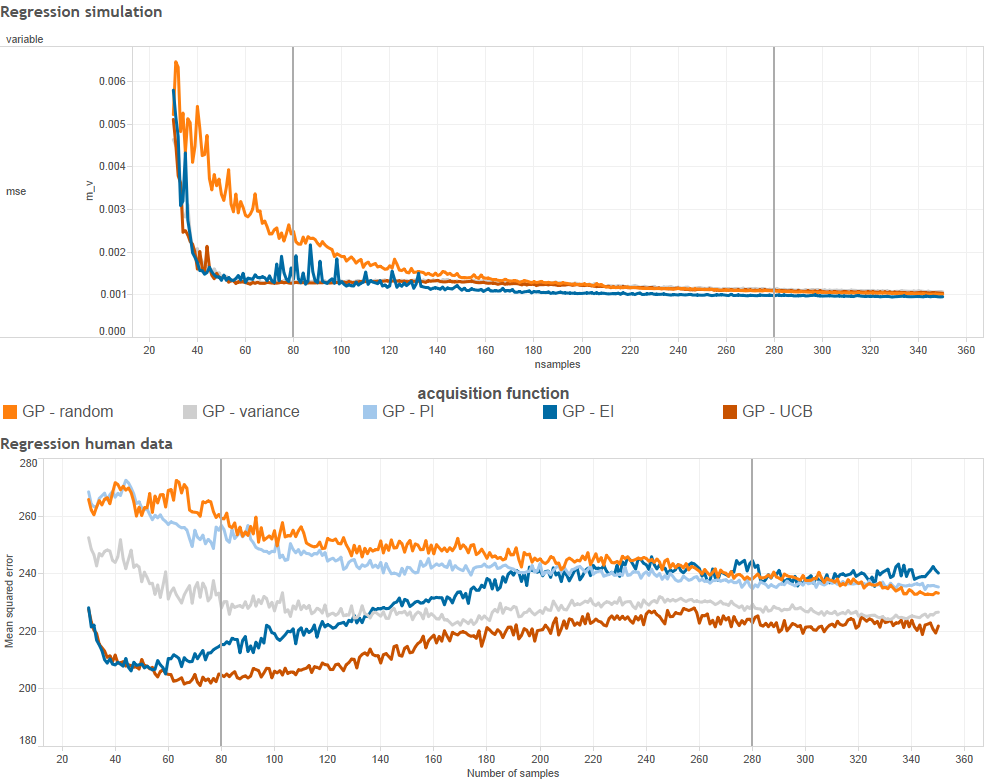 Regression simulation
variable
mse
m_v
0.006
0.005
0.004
0.003
0.002
0.001
0.000
20 40 60 80 100 120 140 160 180 200 220 240 260 280 300 320 340 360
nsamples
acquisition function
GP - random GP - variance GP - PI GP - EI GP - UCB
Regression human data
Mean squared error
280
260
240
220
200
180
20 40 60 80 100 120 140 160 180 200 220 240 260 280 300 320 340 360
Number of samples